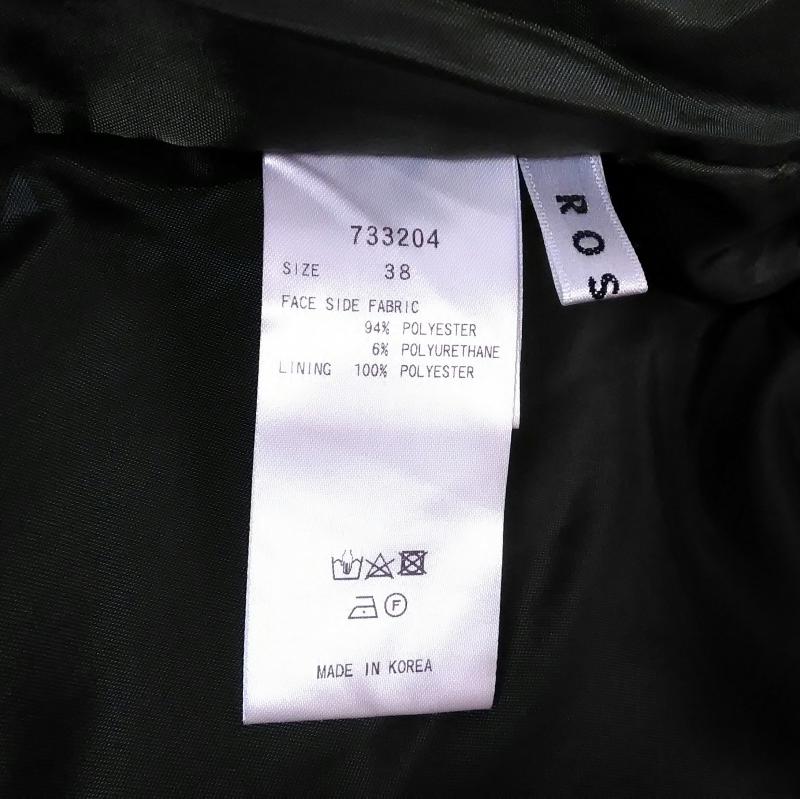 733204
SIZE 38
FACE SIDE FABRIC
94% POLYESTER
6% POLYURETHANE
LINING 100% POLYESTER
F
MADE IN KOREA
ROS